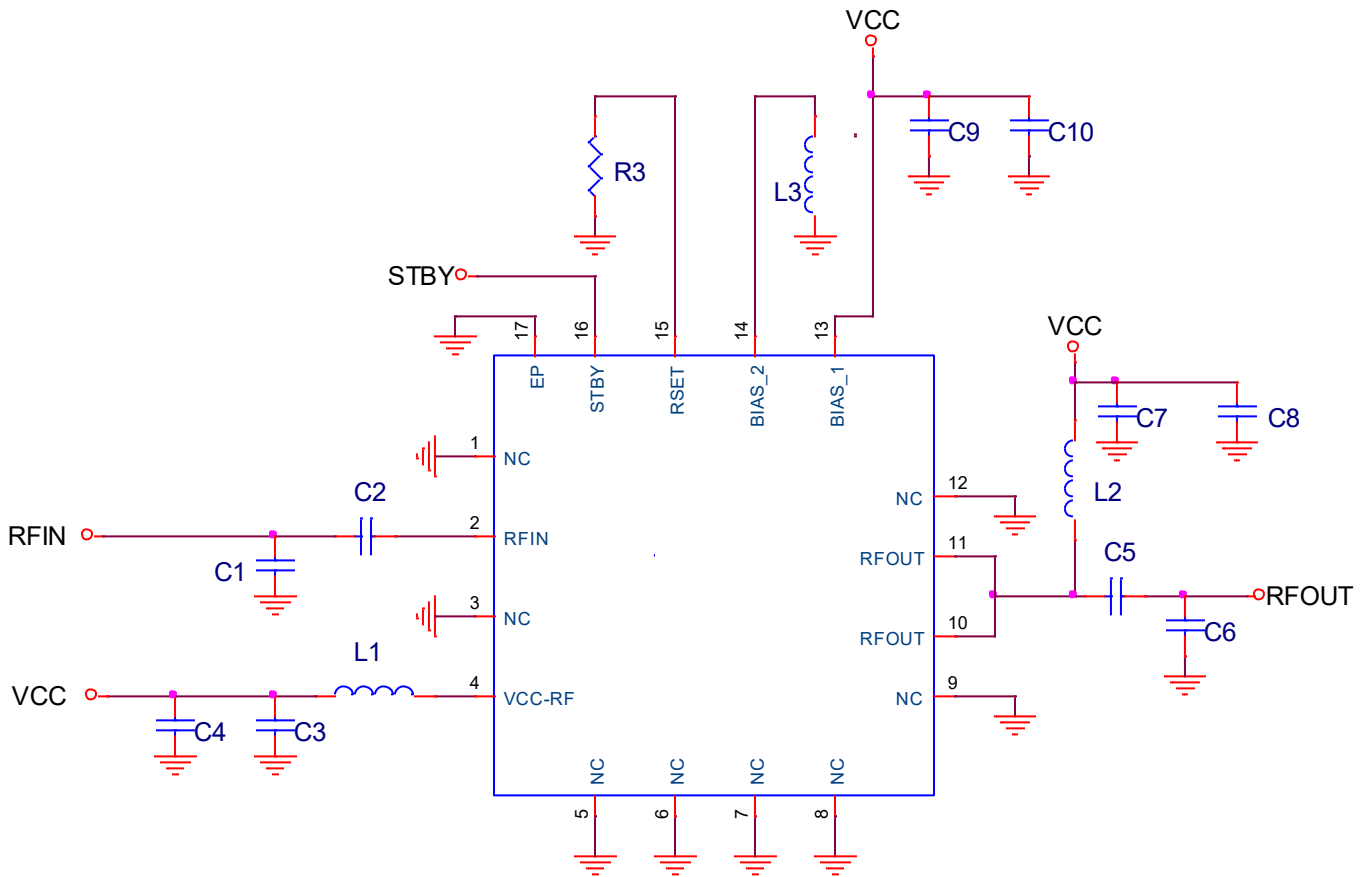 VCC
C9
C10
R3
L3
STBY
17
16
15
14
13
EP
STBY
RSET
BIAS_2
BIAS_1
VCC
C7
C8
L2
1
NC
C2
RFIN
2
RFIN
C1
3
NC
L1
VCC
4
VCC-RF
C4
C3
12
NC
11
RFOUT
C5
RFOUT
10
RFOUT
C6
9
NC
NC
NC
NC
NC
5
6
7
8